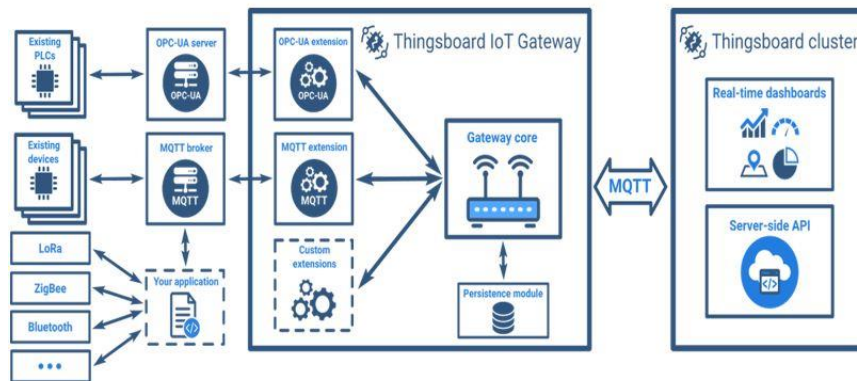 Existing
PLCs
OPC-UA server
OPC-UA
OPC-UA extension
OPC-UA
Thingsboard IoT Gateway
Thingsboard cluster
Existing
devices
MQTT broker
MQTT
MQTT extension
MQTT
Gateway core
MQTT
Real-time dashboards
LoRa
ZigBee
Bluetooth
Your application
Custom
extensions
Persistence module
Server-side API